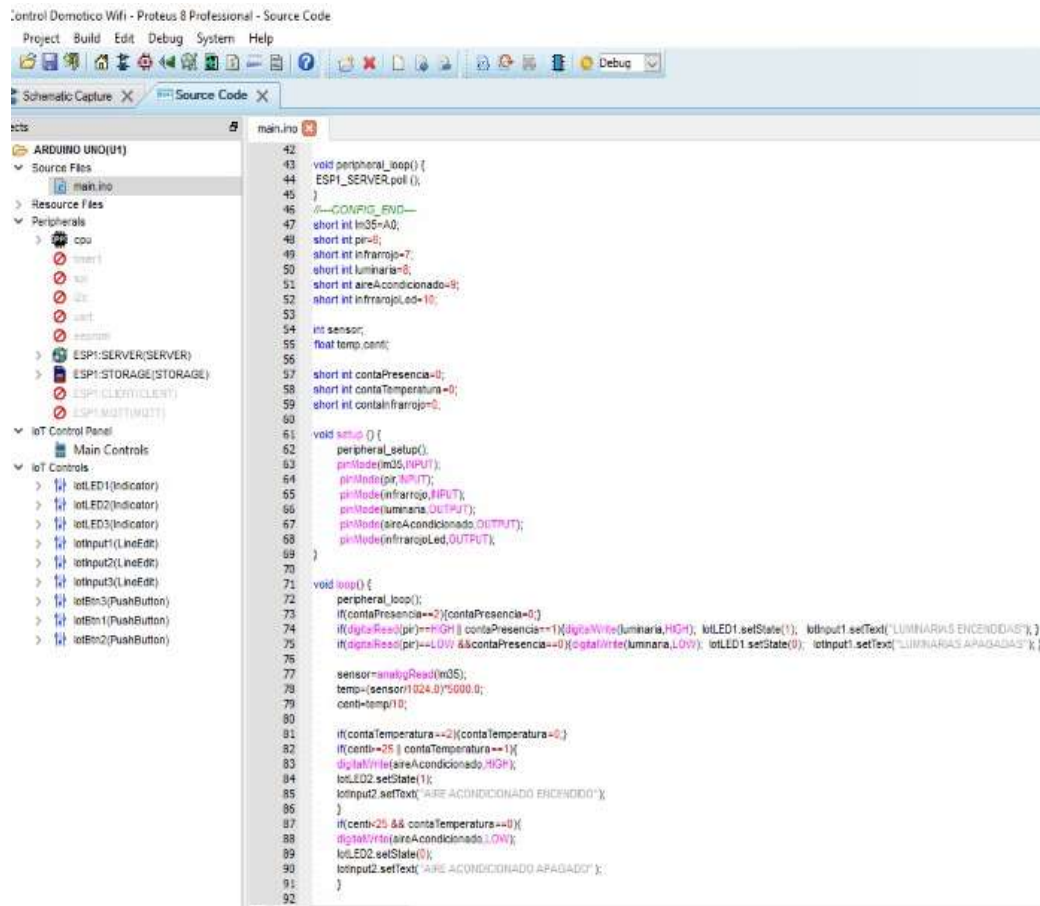 Control Domotico Wifi - Proteus 8 Professional - Source Code
Project Build Edit Debug System Help
Debug
Schematic Capture Source Code
ects main.ino
ARDUINO UNO(U1)
Source Files
main.ino
Resource Files
Peripherals
cpu
timer1
spi
i2c
uart
eeprom
ESP1:SERVER(SERVER)
ESP1:STORAGE(STORAGE)
ESP1:CLIENT(CLIENT)
ESP1:MQTT(MQTT)
IoT Control Panel
Main Controls
IoT Controls
IotLED1(Indicator)
IotLED2(Indicator)
IotLED3(Indicator)
IotInput1(LineEdit)
IotInput2(LineEdit)
IotInput3(LineEdit)
IotBtn3(PushButton)
IotBtn1(PushButton)
IotBtn2(PushButton)
42
43 void peripheral_loop() {
44 ESP1_SERVER.poll ();
45 }
46 //---CONFIG_END---
47 short int lm35=A0;
48 short int pir=6;
49 short int infrarrojo=7;
50 short int luminaria=8;
51 short int aireAcondicionado=9;
52 short int infrrarojoLed=10;
53
54 int sensor;
55 float temp,centi;
56
57 short int contaPresencia=0;
58 short int contaTemperatura=0;
59 short int contaInfrarrojo=0;
60
61 void setup () {
62 peripheral_setup();
63 pinMode(lm35,INPUT);
64 pinMode(pir,INPUT);
65 pinMode(infrarrojo,INPUT);
66 pinMode(luminaria,OUTPUT);
67 pinMode(aireAcondicionado,OUTPUT);
68 pinMode(infrrarojoLed,OUTPUT);
69 }
70
71 void loop() {
72 peripheral_loop();
73 if(contaPresencia==2){contaPresencia=0;}
74 if(digitalRead(pir)==HIGH || contaPresencia==1){digitalWrite(luminaria,HIGH); IotLED1.setState(1); IotInput1.setText("LUMINARIAS ENCENDIDAS"); }
75 if(digitalRead(pir)==LOW &&contaPresencia==0){digitalWrite(luminaria,LOW); IotLED1.setState(0); IotInput1.setText("LUMINARIAS APAGADAS"); }
76
77 sensor=analogRead(lm35);
78 temp=(sensor/1024.0)*5000.0;
79 centi=temp/10;
80
81 if(contaTemperatura==2){contaTemperatura=0;}
82 if(centi>=25 || contaTemperatura==1){
83 digitalWrite(aireAcondicionado,HIGH);
84 IotLED2.setState(1);
85 IotInput2.setText("AIRE ACONDICIONADO ENCENDIDO");
86 }
87 if(centi<25 && contaTemperatura==0){
88 digitalWrite(aireAcondicionado,LOW);
89 IotLED2.setState(0);
90 IotInput2.setText("AIRE ACONDICIONADO APAGADO" );
91 }
92